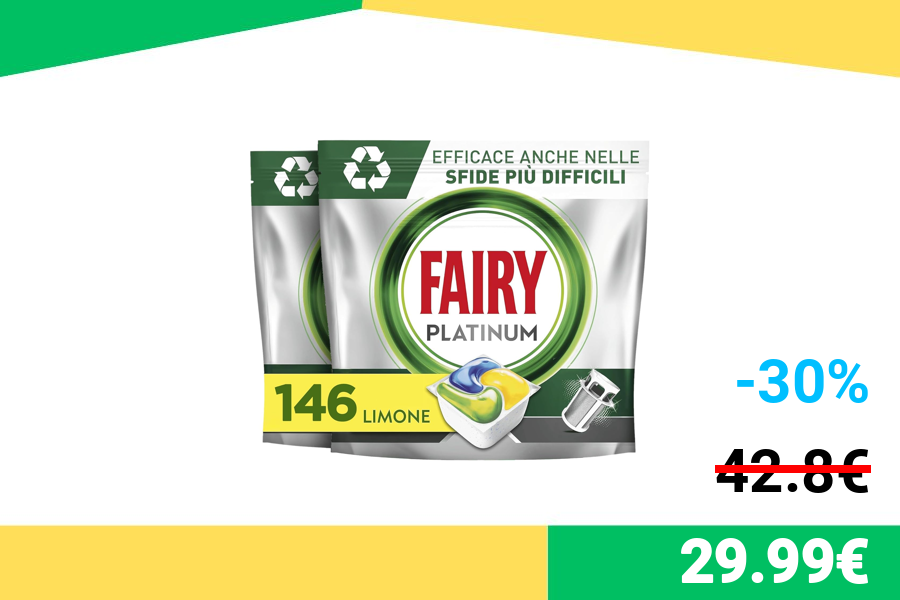 EFFICACE ANCHE NELLE
SFIDE PIÙ DIFFICILI
FAIRY
PLATINUM
146 LIMONE
-30%
42.8€
29.99€